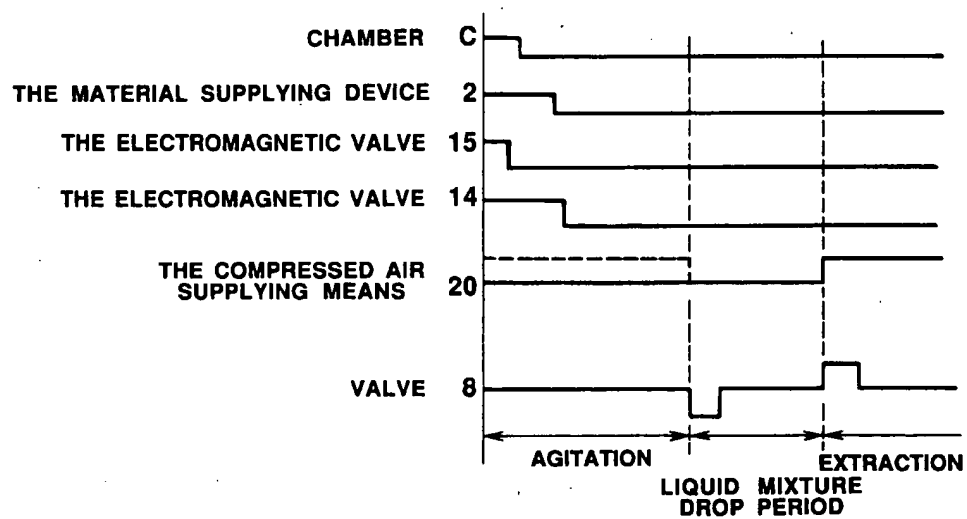 CHAMBER C
THE MATERIAL SUPPLYING DEVICE 2
THE ELECTROMAGNETIC VALVE 15
THE ELECTROMAGNETIC VALVE 14
THE COMPRESSED AIR
SUPPLYING MEANS 20
VALVE 8
AGITATION
LIQUID MIXTURE
DROP PERIOD
EXTRACTION